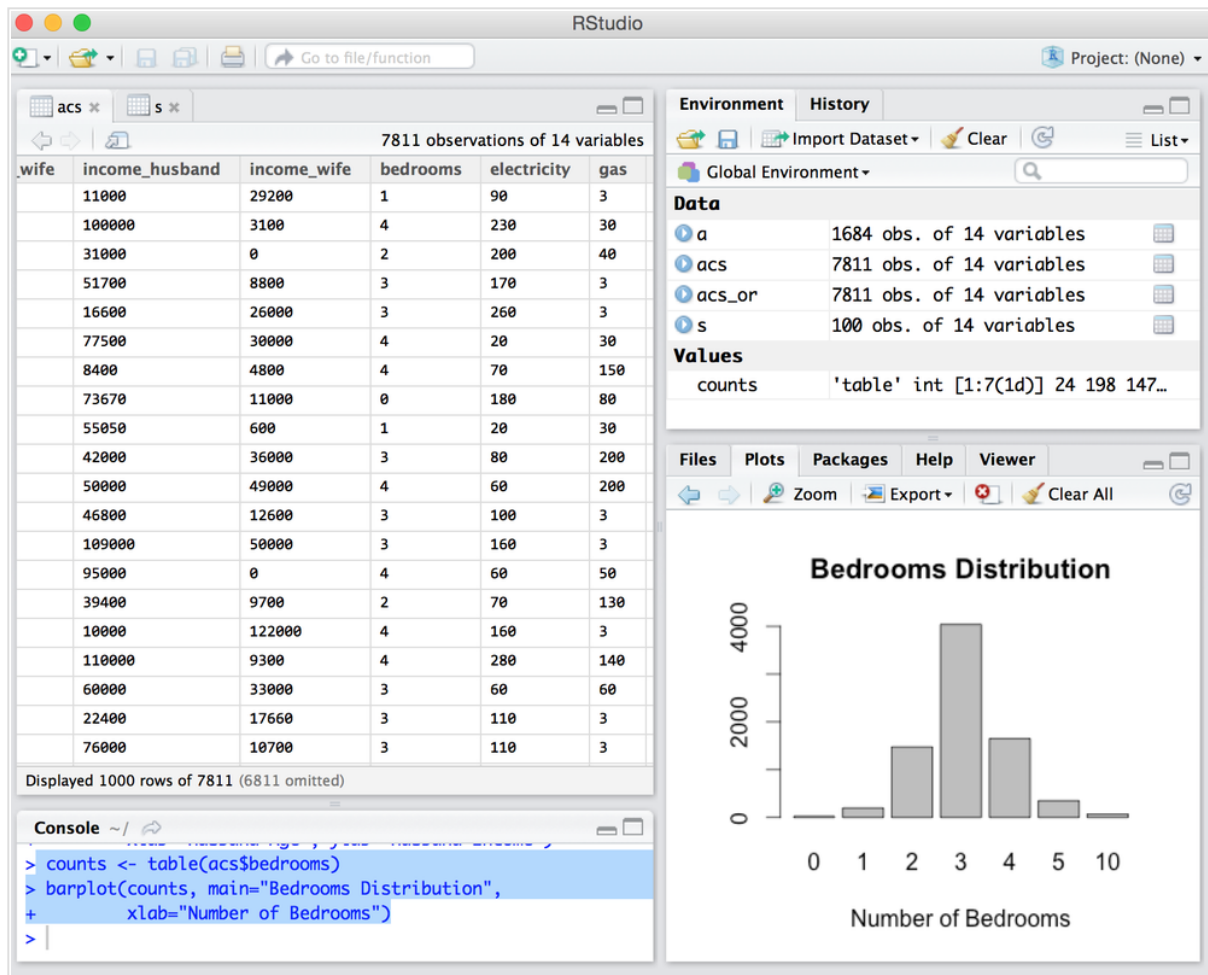 RStudio
Go to file/function
Project: (None)
acs
s
7811 observations of 14 variables
_wife income_husband income_wife bedrooms electricity gas
11000 29200 1 90 3
100000 3100 4 230 30
31000 0 2 200 40
51700 8800 3 170 3
16600 26000 3 260 3
77500 30000 4 20 30
8400 4800 4 70 150
73670 11000 0 180 80
55050 600 1 20 30
42000 36000 3 80 200
50000 49000 4 60 200
46800 12600 3 100 3
109000 50000 3 160 3
95000 0 4 60 50
39400 9700 2 70 130
10000 122000 4 160 3
110000 9300 4 280 140
60000 33000 3 60 60
22400 17660 3 110 3
76000 10700 3 110 3
Displayed 1000 rows of 7811 (6811 omitted)
Console ~/
> counts <- table(acs$bedrooms)
> barplot(counts, main="Bedrooms Distribution",
+ xlab="Number of Bedrooms")
>
Environment History
Import Dataset Clear List
Global Environment
Data
a 1684 obs. of 14 variables
acs 7811 obs. of 14 variables
acs_or 7811 obs. of 14 variables
s 100 obs. of 14 variables
Values
counts 'table' int [1:7(1d)] 24 198 147…
Files Plots Packages Help Viewer
Zoom Export Clear All
Bedrooms Distribution
4000
2000
0
0 1 2 3 4 5 10
Number of Bedrooms